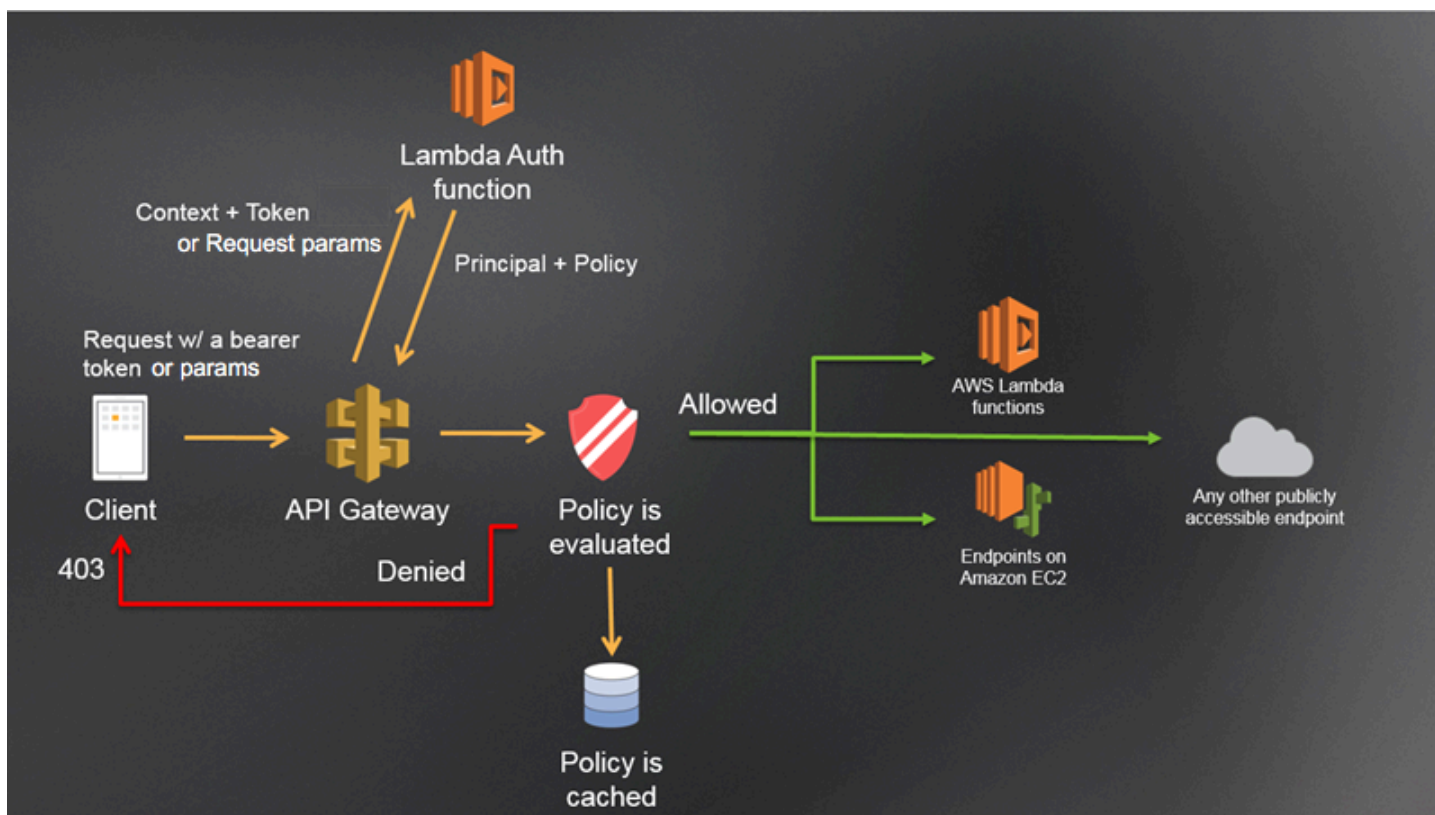 Lambda Auth
function
Context + Token
or Request params
Principal + Policy
Request w/ a bearer
token or params
Client
API Gateway
Policy is
evaluated
Allowed
AWS Lambda
functions
Any other publicly
accessible endpoint
Endpoints on
Amazon EC2
403
Denied
Policy is
cached